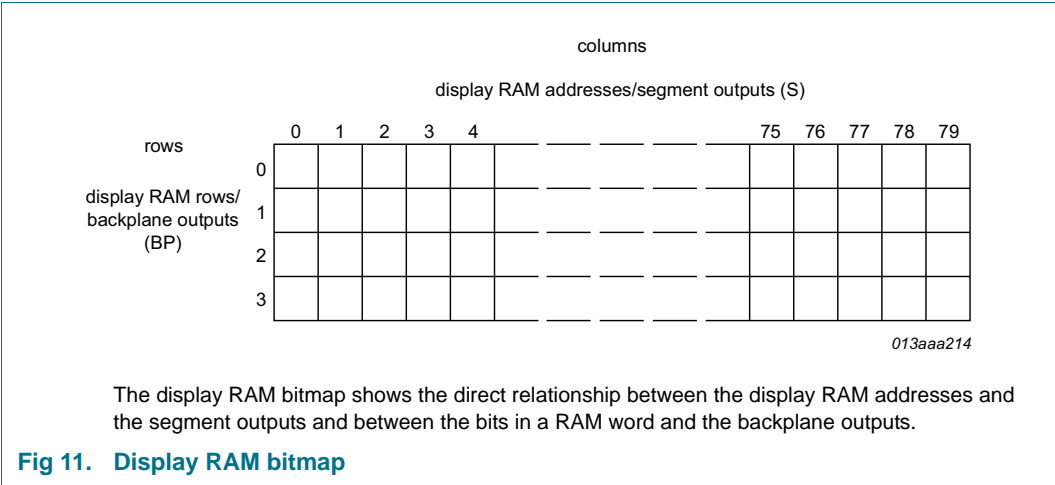 columns
display RAM addresses/segment outputs (S)
0 1 2 3 4 75 76 77 78 79
rows
0
display RAM rows/
backplane outputs
(BP)
1
2
3
013aaa214
The display RAM bitmap shows the direct relationship between the display RAM addresses and
the segment outputs and between the bits in a RAM word and the backplane outputs.
Fig 11. Display RAM bitmap